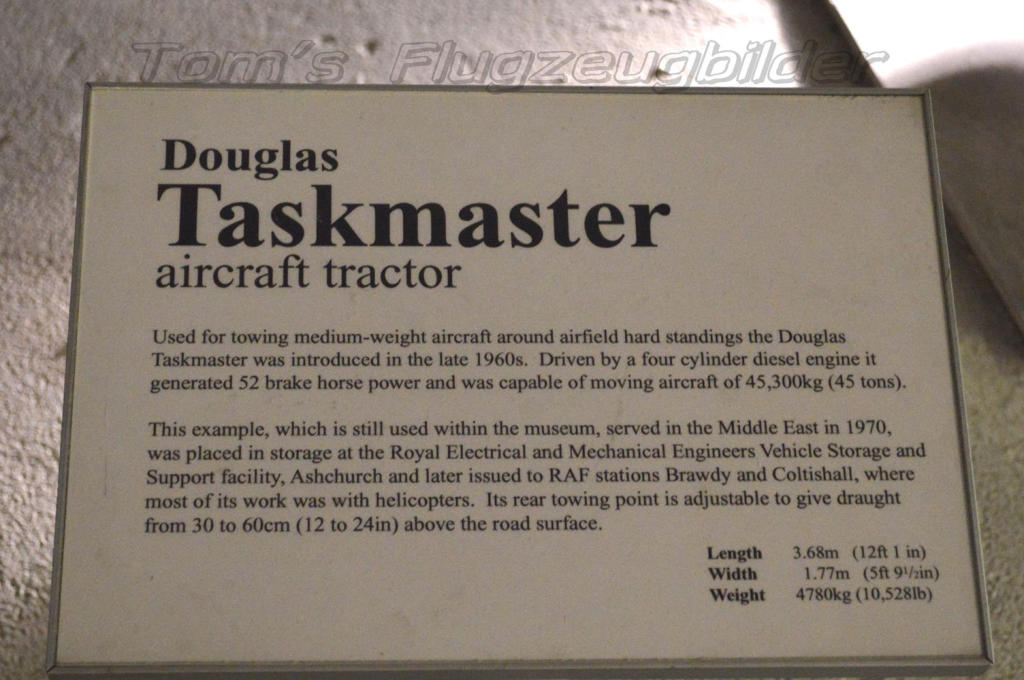 Tom's Flugzeugbilder
Douglas
Taskmaster
aircraft tractor
Used for towing medium-weight aircraft around airfield hard standings the Douglas
Taskmaster was introduced in the late 1960s. Driven by a four cylinder diesel engine it
generated 52 brake horse power and was capable of moving aircraft of 45,300kg (45 tons).
This example, which is still used within the museum, served in the Middle East in 1970,
was placed in storage at the Royal Electrical and Mechanical Engineers Vehicle Storage and
Support facility, Ashchurch and later issued to RAF stations Brawdy and Coltishall, where
most of its work was with helicopters. Its rear towing point is adjustable to give draught
from 30 to 60cm (12 to 24in) above the road surface.
Length 3.68m (12ft 1 in)
Width 1.77m (5ft 9½in)
Weight 4780kg (10,528lb)